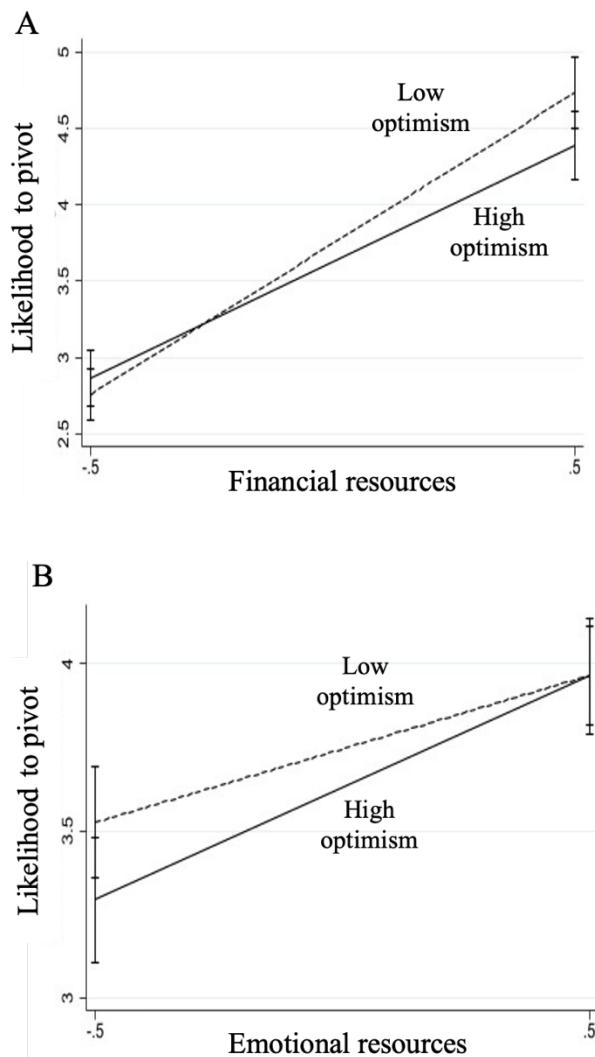 A
Likelihood to pivot
5
4.5
4
3.5
3
2.5
Low
optimism
High
optimism
-.5
.5
Financial resources
B
Likelihood to pivot
4
3.5
3
Low
optimism
High
optimism
-.5
.5
Emotional resources